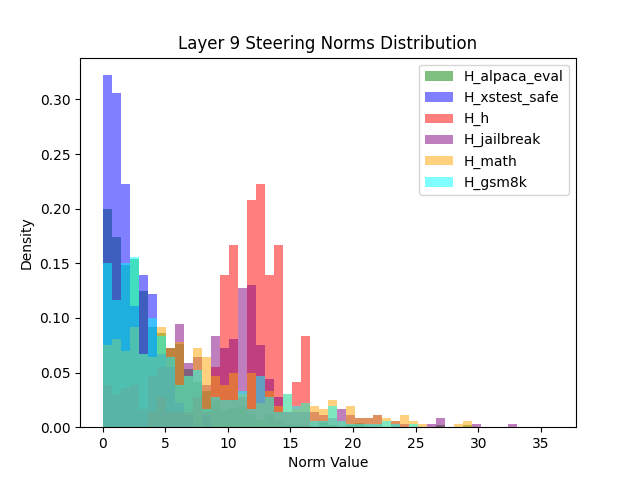 Layer 9 Steering Norms Distribution
H_alpaca_eval
H_xstest_safe
H_h
H_jailbreak
H_math
H_gsm8k
0.30
0.25
0.20
0.15
0.10
0.05
0.00
Density
0 5 10 15 20 25 30 35
Norm Value